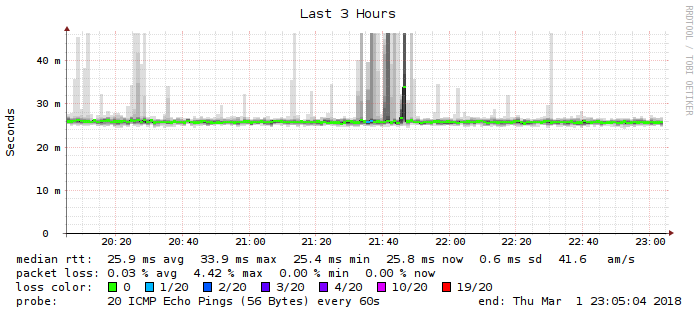 Last 3 Hours
RRDTOOL / TOBI OETIKER
Seconds
40 m
30 m
20 m
10 m
0
20:20 20:40 21:00 21:20 21:40 22:00 22:20 22:40 23:00
median rtt: 25.9 ms avg 33.9 ms max 25.4 ms min 25.8 ms now 0.6 ms sd 41.6 am/s
packet loss: 0.03 % avg 4.42 % max 0.00 % min 0.00 % now
loss color: 0 1/20 2/20 3/20 4/20 10/20 19/20
probe: 20 ICMP Echo Pings (56 Bytes) every 60s end: Thu Mar 1 23:05:04 2018